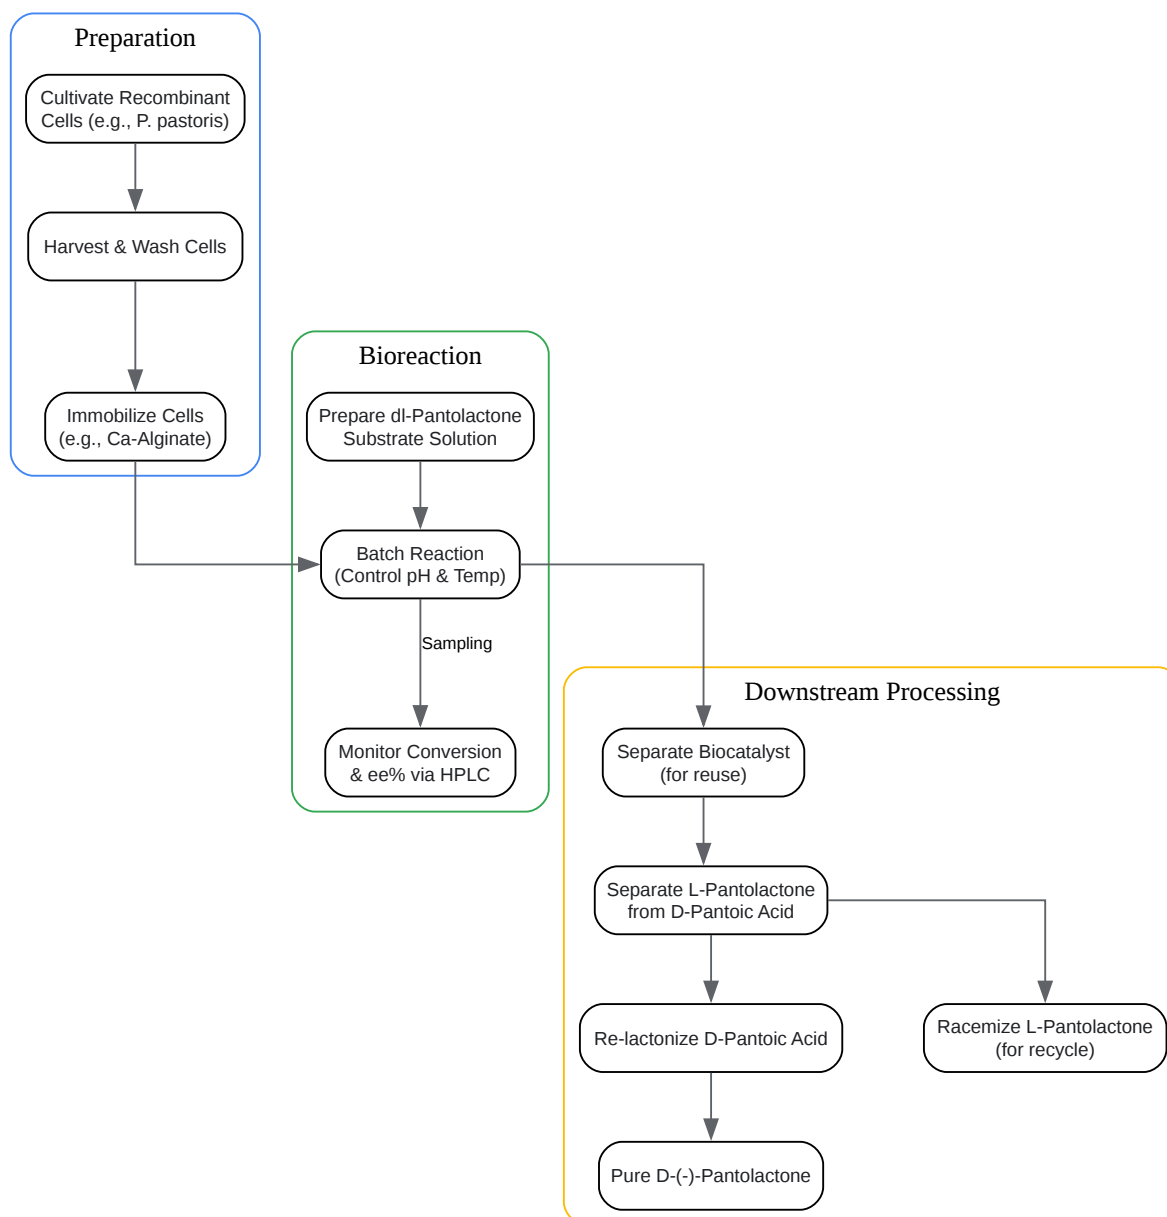 Preparation
Cultivate Recombinant
Cells (e.g., P. pastoris)
Harvest & Wash Cells
Immobilize Cells
(e.g., Ca-Alginate)
Bioreaction
Prepare dl-Pantolactone
Substrate Solution
Batch Reaction
(Control pH & Temp)
Sampling
Monitor Conversion
& ee% via HPLC
Downstream Processing
Separate Biocatalyst
(for reuse)
Separate L-Pantolactone
from D-Pantoic Acid
Re-lactonize D-Pantoic Acid
Racemize L-Pantolactone
(for recycle)
Pure D-(-)-Pantolactone